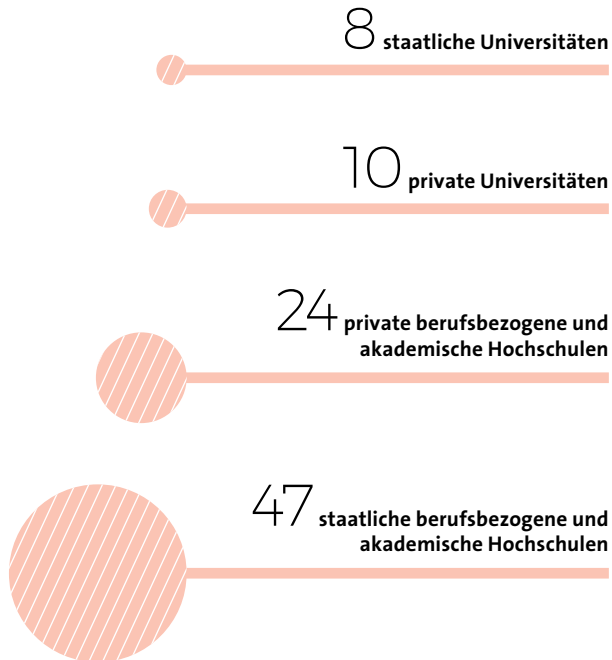 8 staatliche Universitäten
10 private Universitäten
24 private berufsbezogene und
akademische Hochschulen
47 staatliche berufsbezogene und
akademische Hochschulen